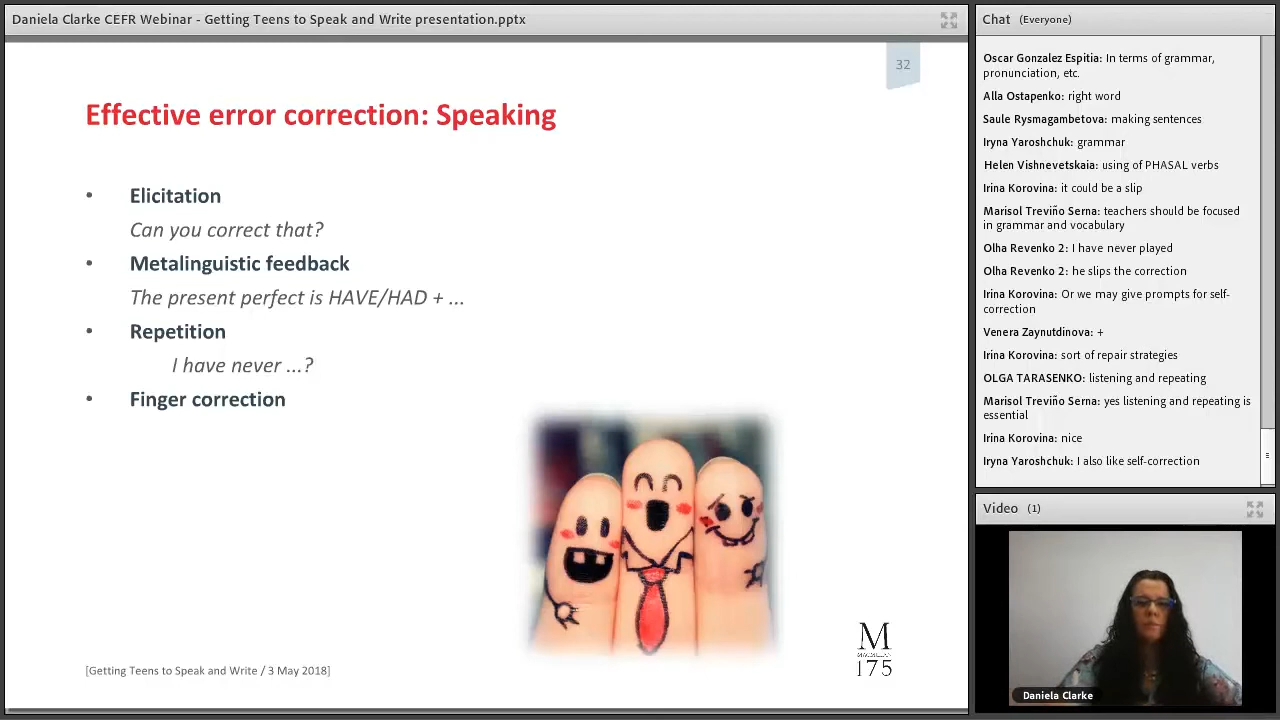 Daniela Clarke CEFR Webinar - Getting Teens to Speak and Write presentation.pptx
32
Effective error correction: Speaking
• Elicitation
Can you correct that?
• Metalinguistic feedback
The present perfect is HAVE/HAD + ...
• Repetition
I have never ...?
• Finger correction
[Getting Teens to Speak and Write / 3 May 2018]
M
MACMILLAN
175
Chat (Everyone)
Oscar Gonzalez Espitia: In terms of grammar,
pronunciation, etc.
Alla Ostapenko: right word
Saule Rysmagambetova: making sentences
Iryna Yaroshchuk: grammar
Helen Vishnevetskaia: using of PHASAL verbs
Irina Korovina: it could be a slip
Marisol Treviño Serna: teachers should be focused
in grammar and vocabulary
Olha Revenko 2: I have never played
Olha Revenko 2: he slips the correction
Irina Korovina: Or we may give prompts for self-
correction
Venera Zaynutdinova: +
Irina Korovina: sort of repair strategies
OLGA TARASENKO: listening and repeating
Marisol Treviño Serna: yes listening and repeating is
essential
Irina Korovina: nice
Iryna Yaroshchuk: I also like self-correction
Video (1)
Daniela Clarke